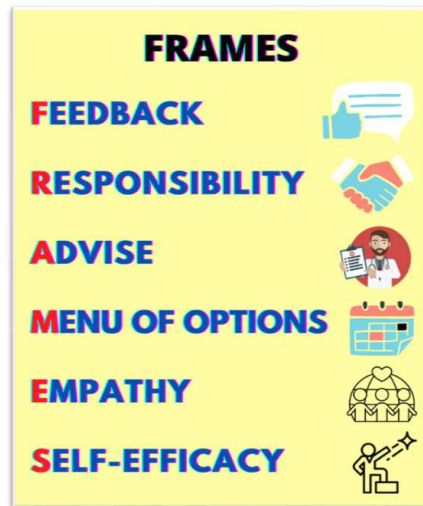 FRAMES
FEEDBACK
RESPONSIBILITY
ADVISE
MENU OF OPTIONS
EMPATHY
SELF-EFFICACY